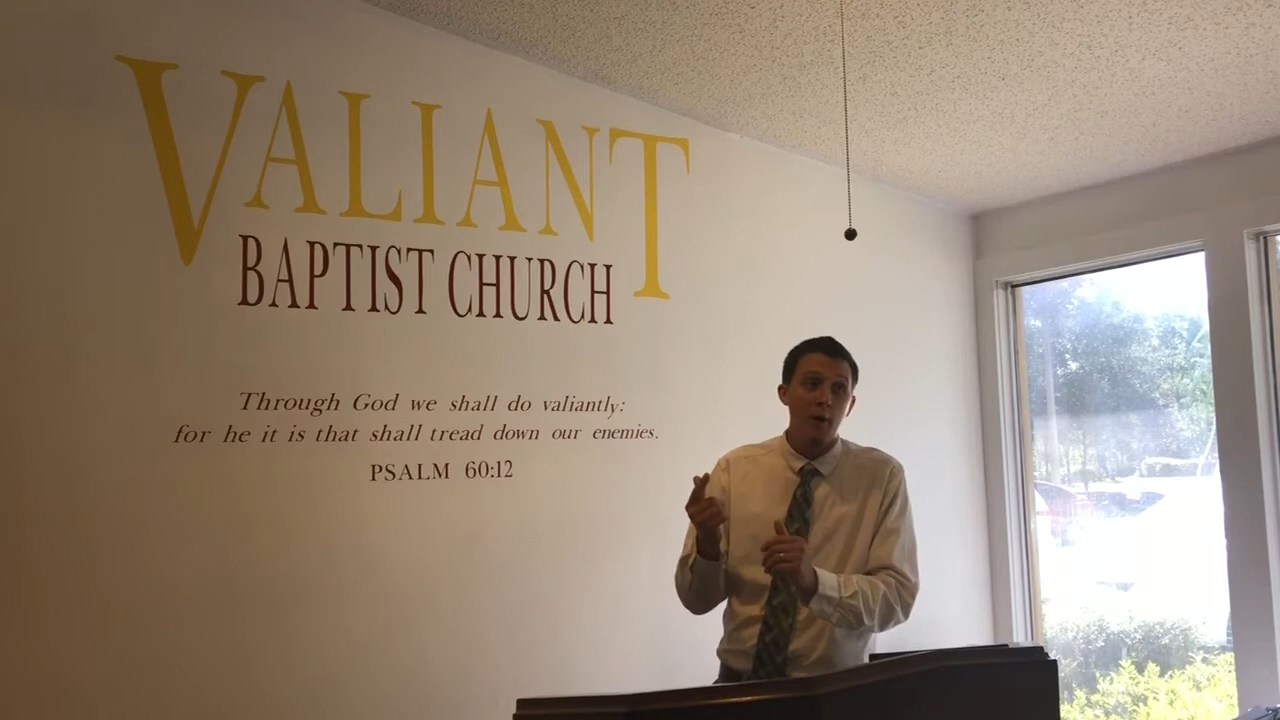 VALIANT
BAPTIST CHURCH
Through God we shall do valiantly:
for he it is that shall tread down our enemies.
PSALM 60:12